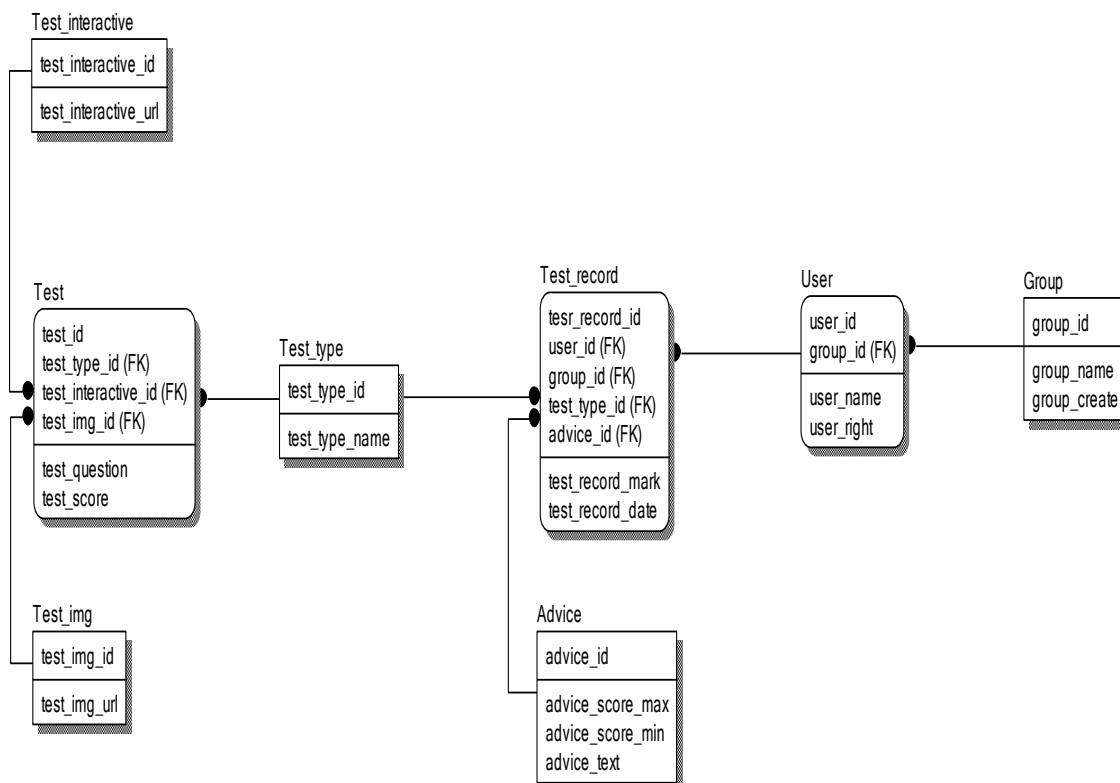 Test_interactive
test_interactive_id
test_interactive_url
Test
test_id
test_type_id (FK)
test_interactive_id (FK)
test_img_id (FK)
test_question
test_score
Test_img
test_img_id
test_img_url
Test_type
test_type_id
test_type_name
Test_record
tesr_record_id
user_id (FK)
group_id (FK)
test_type_id (FK)
advice_id (FK)
test_record_mark
test_record_date
Advice
advice_id
advice_score_max
advice_score_min
advice_text
User
user_id
group_id (FK)
user_name
user_right
Group
group_id
group_name
group_create